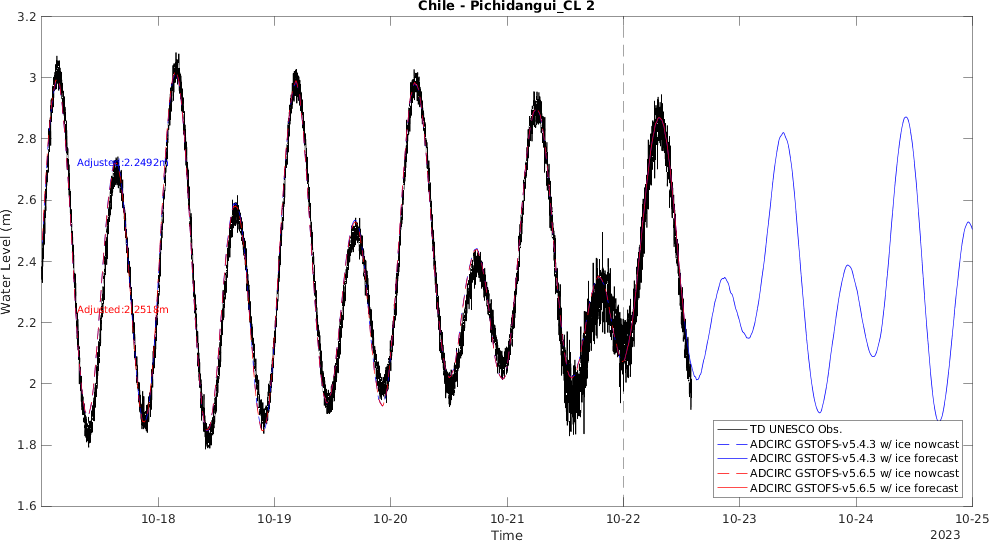 Chile - Pichidangui_CL 2
3.2
3
2.8
2.6
2.4
2.2
2
1.8
1.6
Water Level (m)
Adjusted:2.2492m
Adjusted:2.2518m
TD UNESCO Obs.
ADCIRC GSTOFS-v5.4.3 w/ ice nowcast
ADCIRC GSTOFS-v5.4.3 w/ ice forecast
ADCIRC GSTOFS-v5.6.5 w/ ice nowcast
ADCIRC GSTOFS-v5.6.5 w/ ice forecast
10-18 10-19 10-20 10-21 10-22 10-23 10-24 10-25
Time
2023